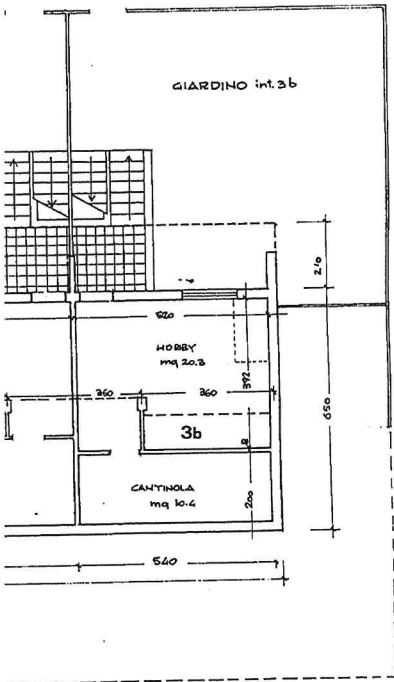 GIARDINO int. 3b
210
520
HOBBY
mq 20.3
392
360
360
650
3b
8
CANTINOLA
mq 10.4
200
540